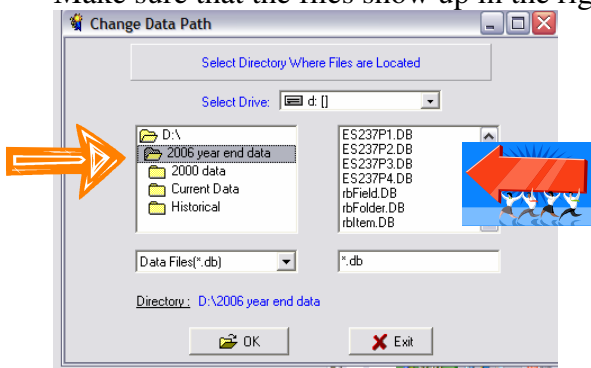 Make sure that the files show up in the rig
Change Data Path
Select Directory Where Files are Located
Select Drive: d: []
D:\
2006 year end data
2000 data
Current Data
Historical
ES237P1.DB
ES237P2.DB
ES237P3.DB
ES237P4.DB
rbField.DB
rbFolder.DB
rbItem.DB
Data Files(*.db)
*.db
Directory : D:\2006 year end data
OK
Exit